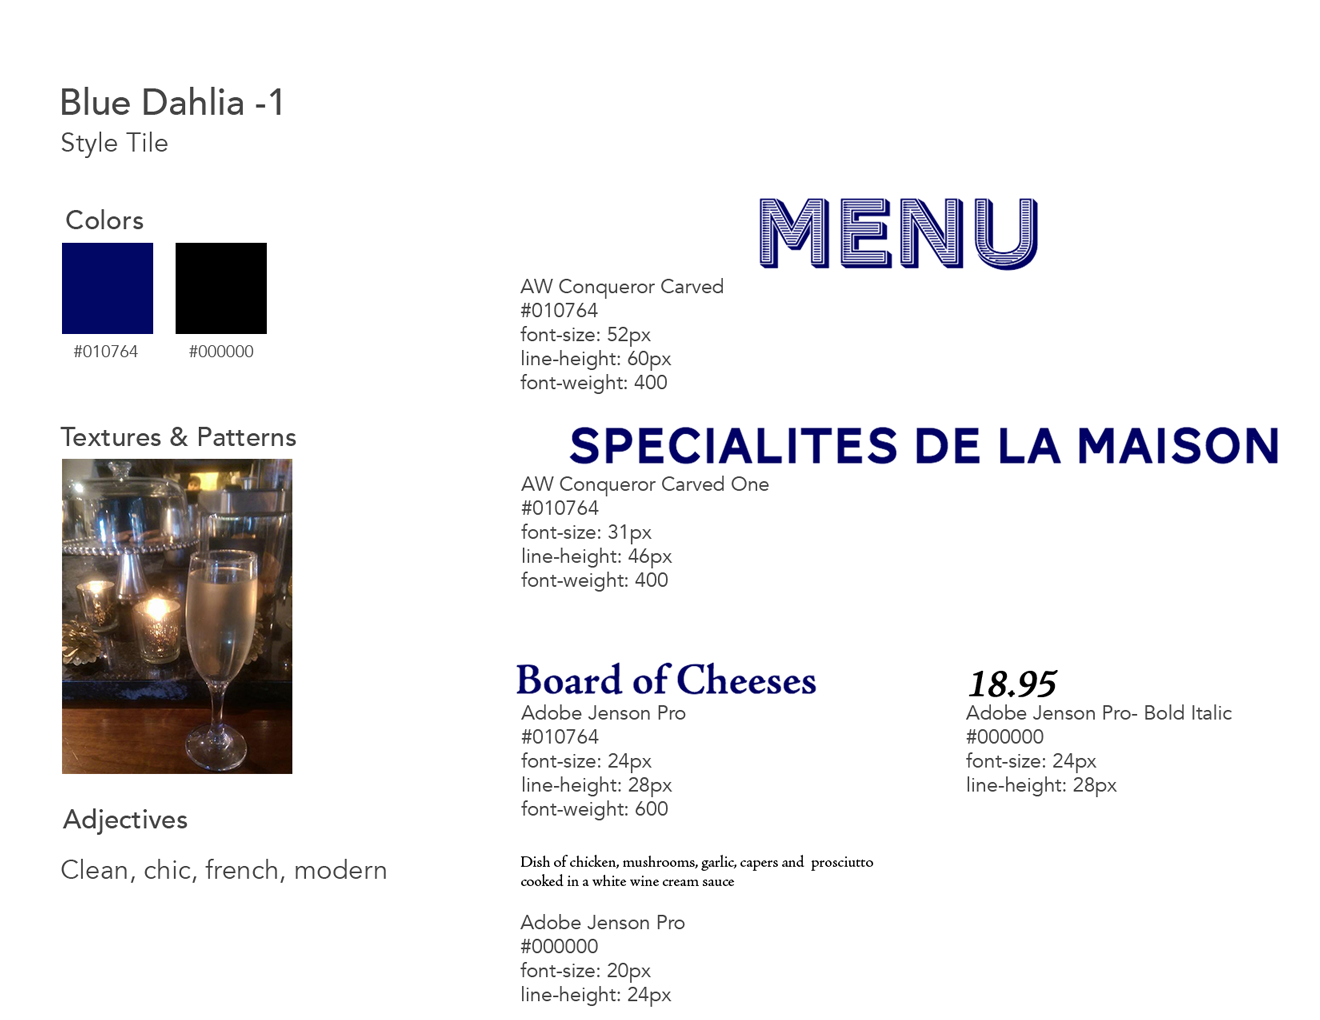 Blue Dahlia -1
Style Tile
Colors
#010764
#000000
Textures & Patterns
Adjectives
Clean, chic, french, modern
MENU
AW Conqueror Carved
#010764
font-size: 52px
line-height: 60px
font-weight: 400
SPECIALITES DE LA MAISON
AW Conqueror Carved One
#010764
font-size: 31px
line-height: 46px
font-weight: 400
Board of Cheeses
Adobe Jenson Pro
#010764
font-size: 24px
line-height: 28px
font-weight: 600
18.95
Adobe Jenson Pro- Bold Italic
#000000
font-size: 24px
line-height: 28px
Dish of chicken, mushrooms, garlic, capers and  prosciutto
cooked in a white wine cream sauce
Adobe Jenson Pro
#000000
font-size: 20px
line-height: 24px